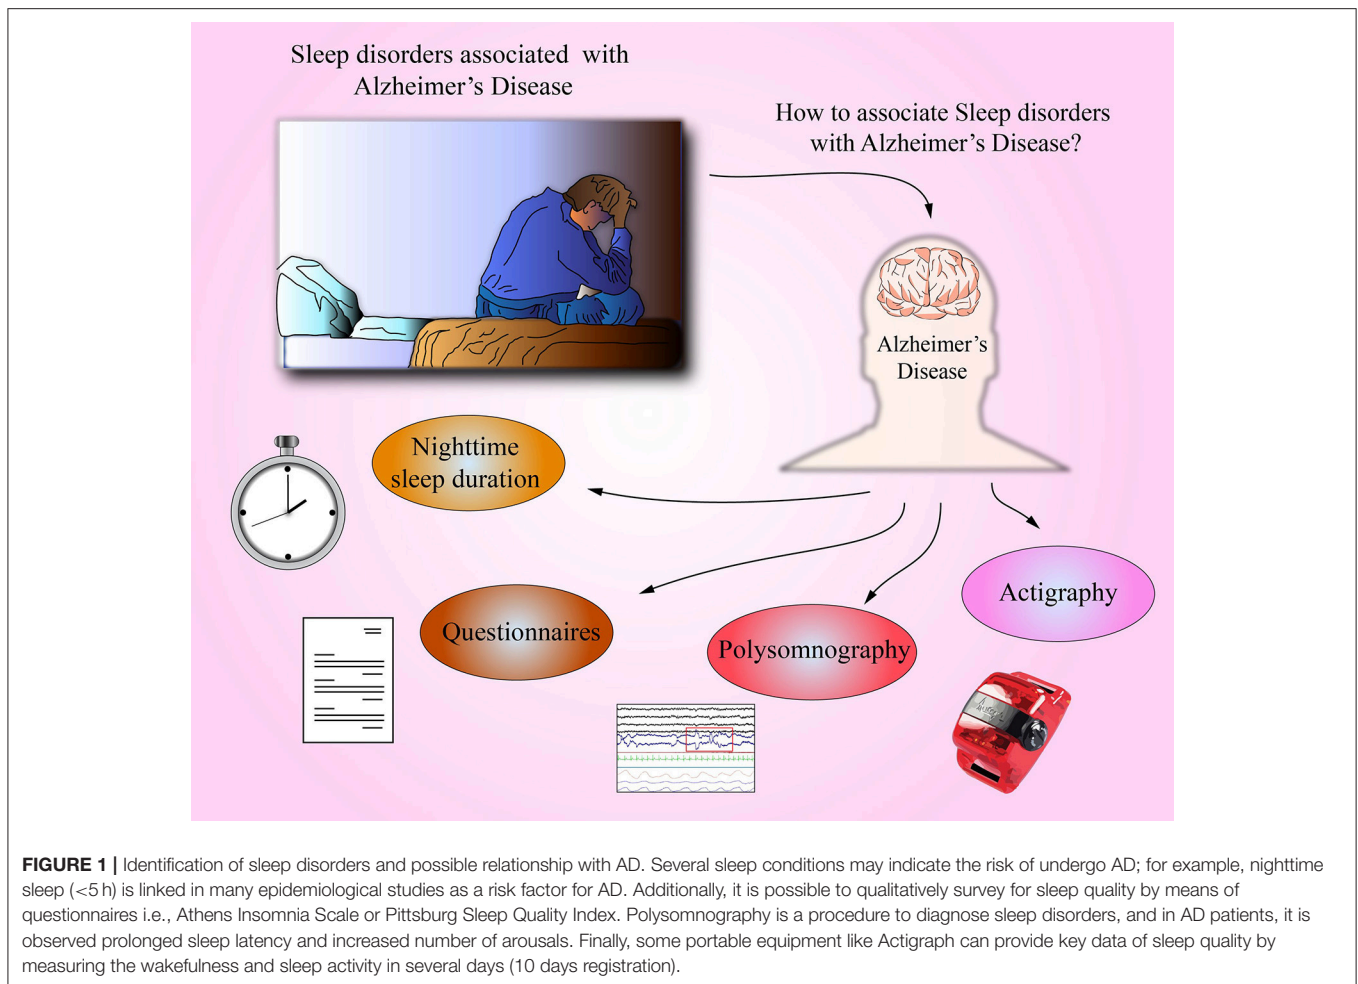 Sleep disorders associated with
Alzheimer’s Disease
How to associate Sleep disorders
with Alzheimer’s Disease?
Alzheimer’s
Disease
Nighttime
sleep duration
Questionnaires
Polysomnography
Actigraphy
FIGURE 1 | Identification of sleep disorders and possible relationship with AD. Several sleep conditions may indicate the risk of undergo AD; for example, nighttime
sleep (<5 h) is linked in many epidemiological studies as a risk factor for AD. Additionally, it is possible to qualitatively survey for sleep quality by means of
questionnaires i.e., Athens Insomnia Scale or Pittsburg Sleep Quality Index. Polysomnography is a procedure to diagnose sleep disorders, and in AD patients, it is
observed prolonged sleep latency and increased number of arousals. Finally, some portable equipment like Actigraph can provide key data of sleep quality by
measuring the wakefulness and sleep activity in several days (10 days registration).